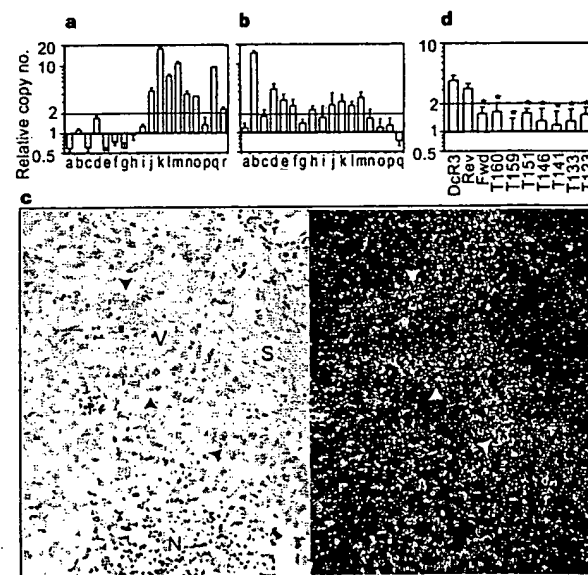 a
b
d
Relative copy no.
20
10
2
1
0.5
a b c d e f g h i j k l m n o p q r
a b c d e f g h i j k l m n o p q
10
2
1
0.5
DcR3
Rev
Fwd
T160
T159
T151
T146
T141
T133
c
V
S
N